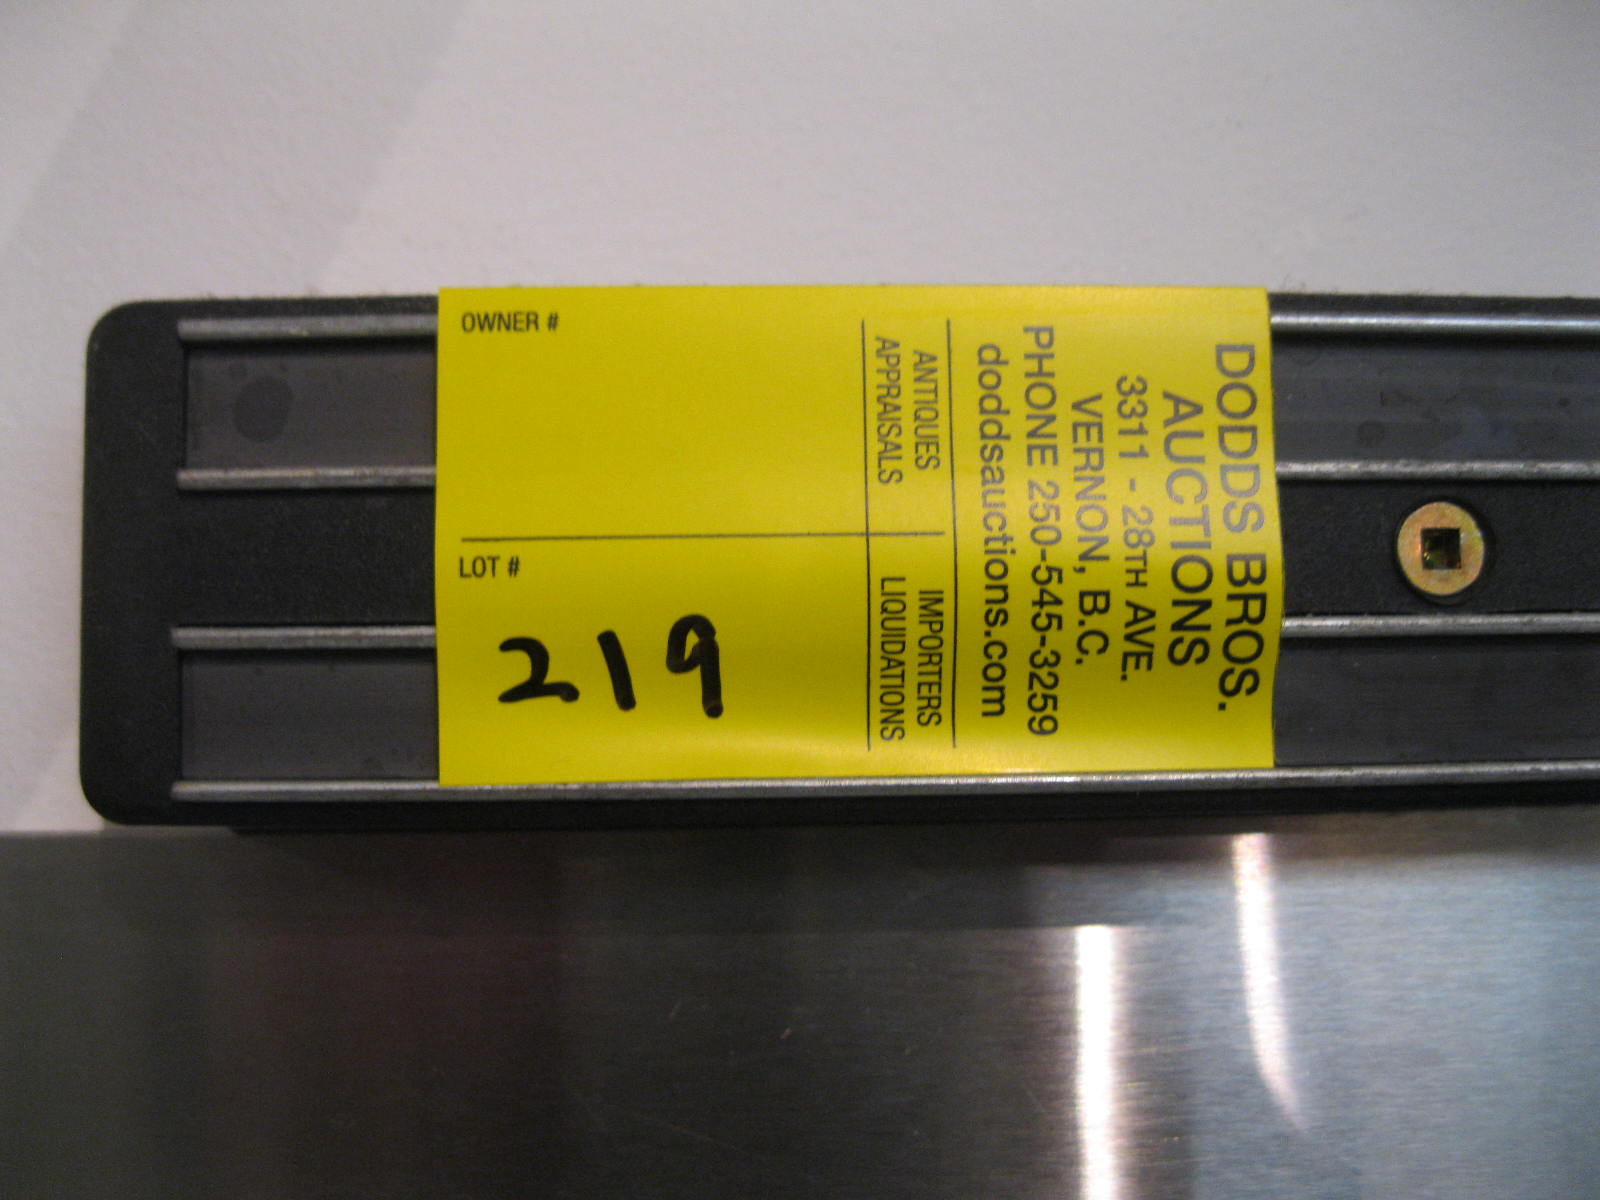 OWNER #
LOT #
219
ANTIQUES
APPRAISALS
IMPORTERS
LIQUIDATIONS
DODDS BROS.
AUCTIONS
3311 - 28TH AVE.
VERNON, B.C.
PHONE 250-545-3259
doddsauctions.com